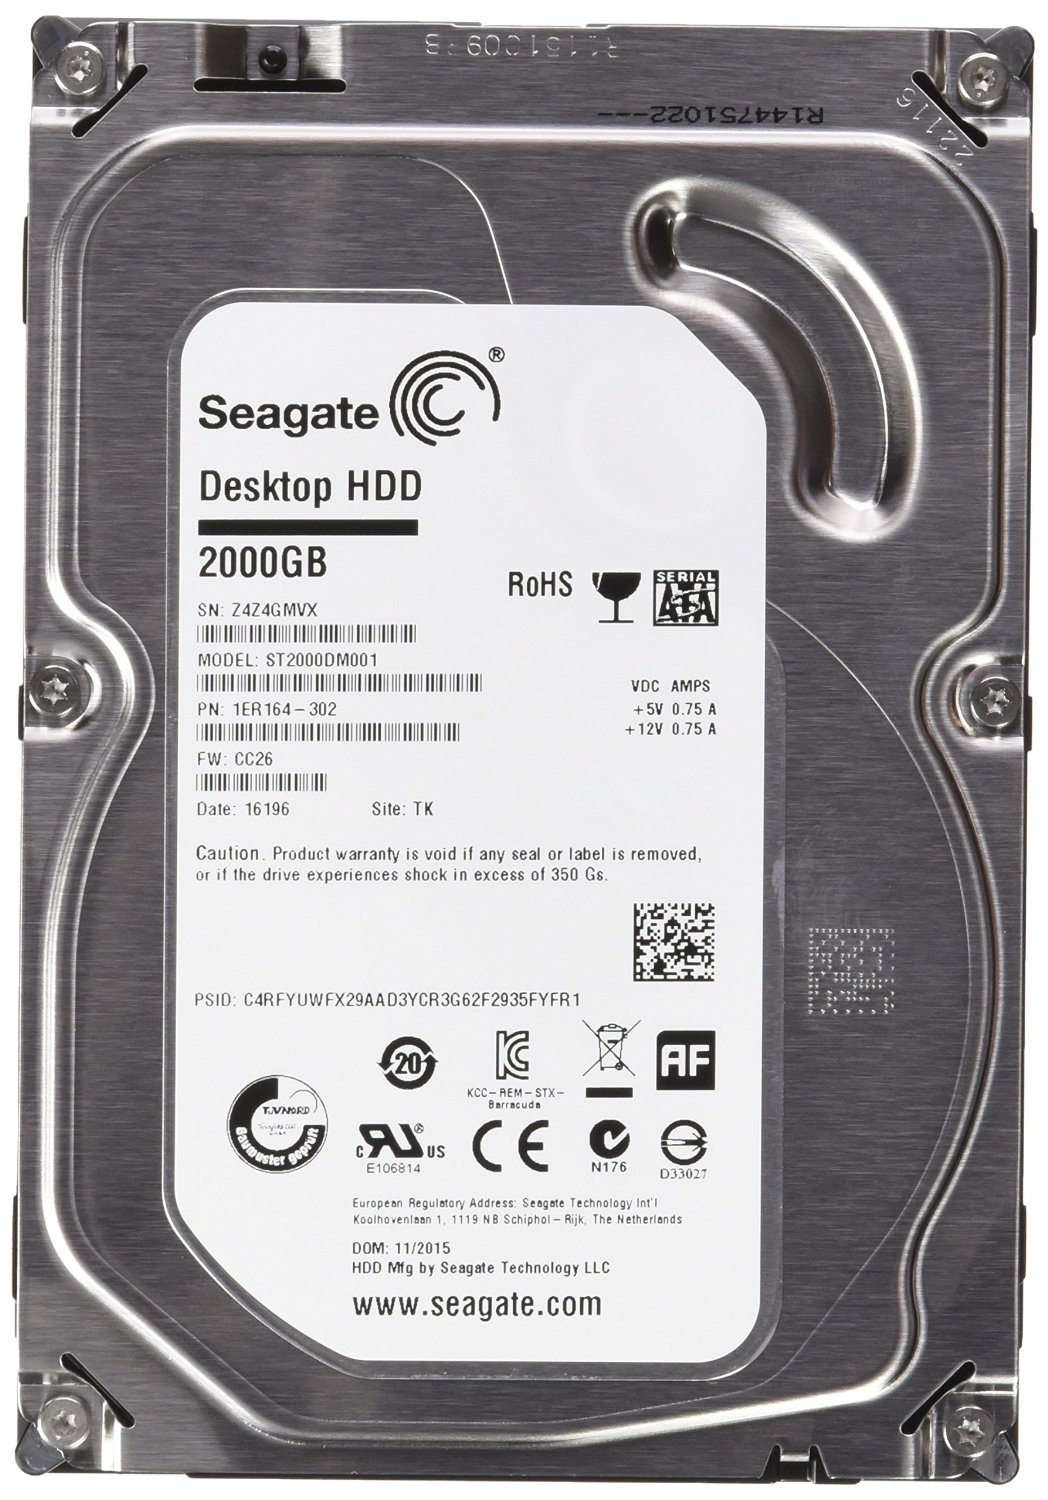 R144751022---
22116
Seagate®
Desktop HDD
2000GB
RoHS
SERIAL
ATA
SN: Z4Z4GMVX
MODEL: ST2000DM001
PN: 1ER164-302
FW: CC26
Date: 16196 Site: TK
VDC AMPS
+5V 0.75 A
+12V 0.75 A
Caution. Product warranty is void if any seal or label is removed,
or if the drive experiences shock in excess of 350 Gs.
PSID: C4RFYUWFX29AAD3YCR3G62F2935FYFR1
20
KCC-REM-STX-
Barracuda
AF
TÜV NORD
Baumuster geprüft
c RU® US
E106814
CE
N176
D33027
European Regulatory Address: Seagate Technology Int'l
Koolhovenlaan 1, 1119 NB Schiphol-Rijk, The Netherlands
DOM: 11/2015
HDD Mfg by Seagate Technology LLC
www.seagate.com